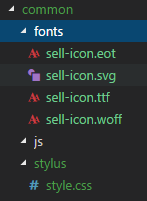 common
fonts
sell-icon.eot
sell-icon.svg
sell-icon.ttf
sell-icon.woff
js
stylus
style.css